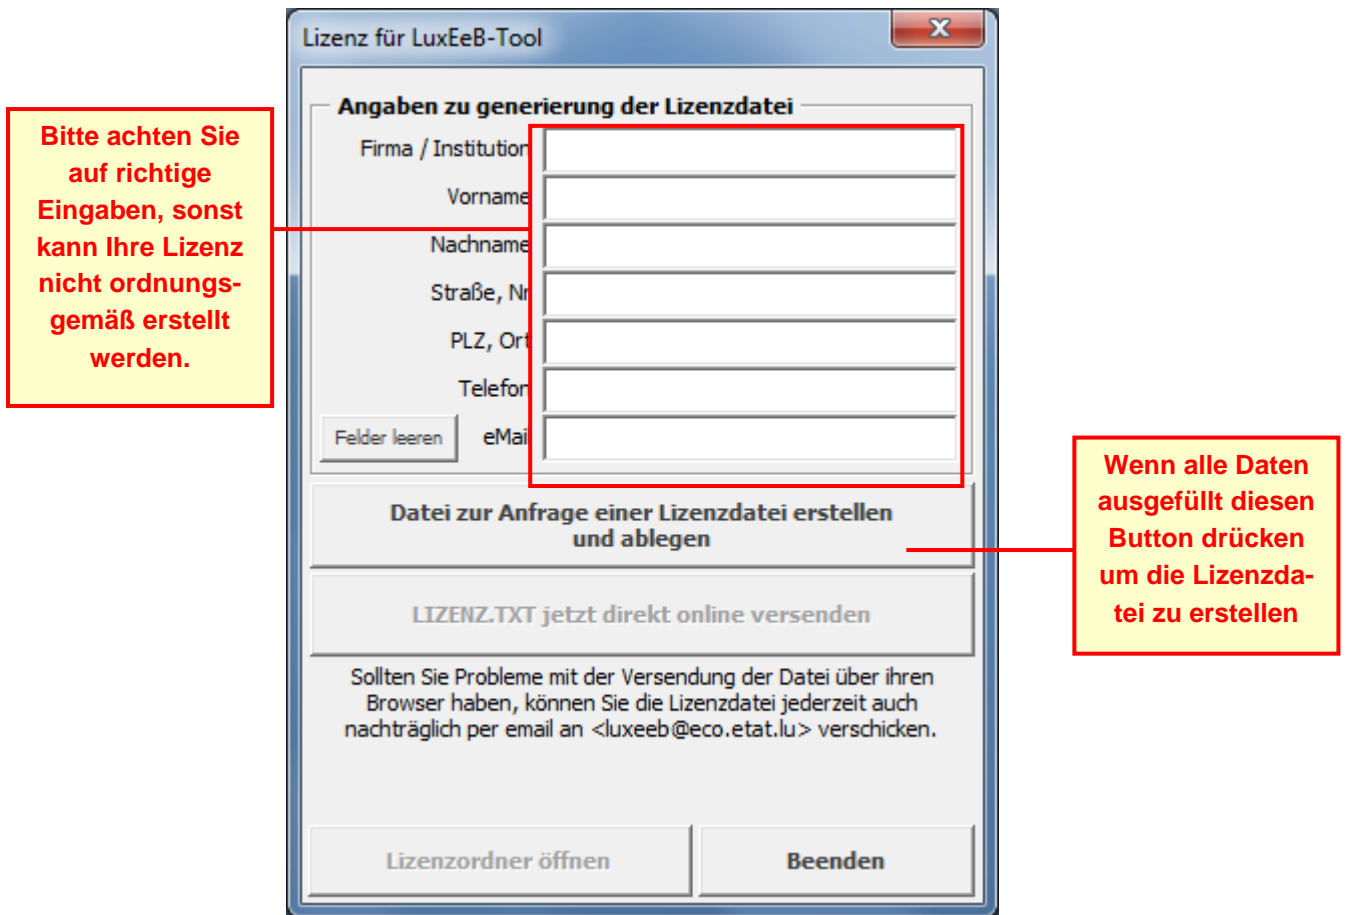 Lizenz für LuxEeB-Tool
Angaben zu generierung der Lizenzdatei
Bitte achten Sie
auf richtige
Eingaben, sonst
kann Ihre Lizenz
nicht ordnungs-
gemäß erstellt
werden.
Firma / Institution
Vorname
Nachname
Straße, Nr
PLZ, Ort
Telefon
Felder leeren
eMail
Wenn alle Daten
ausgefüllt diesen
Button drücken
um die Lizenzda-
tei zu erstellen
Datei zur Anfrage einer Lizenzdatei erstellen
und ablegen
LIZENZ.TXT jetzt direkt online versenden
Sollten Sie Probleme mit der Versendung der Datei über ihren
Browser haben, können Sie die Lizenzdatei jederzeit auch
nachträglich per email an <luxeeb@eco.etat.lu> verschicken.
Lizenzordner öffnen
Beenden